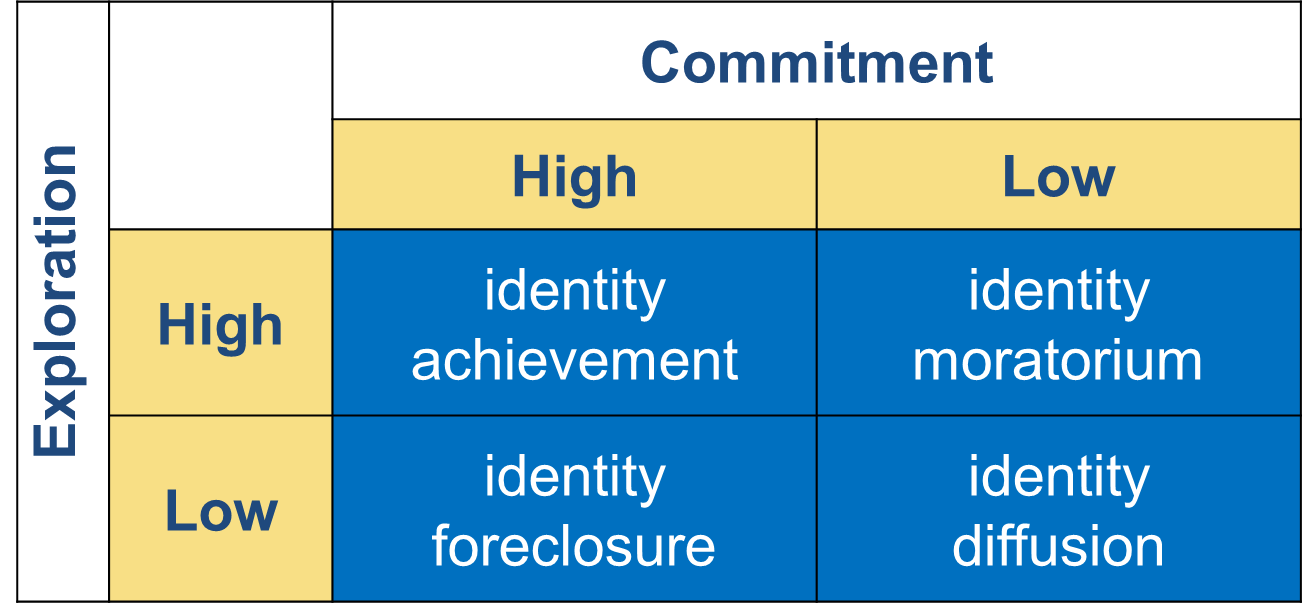 Commitment
High Low
Exploration
High
identity
achievement
identity
moratorium
Low
identity
foreclosure
identity
diffusion